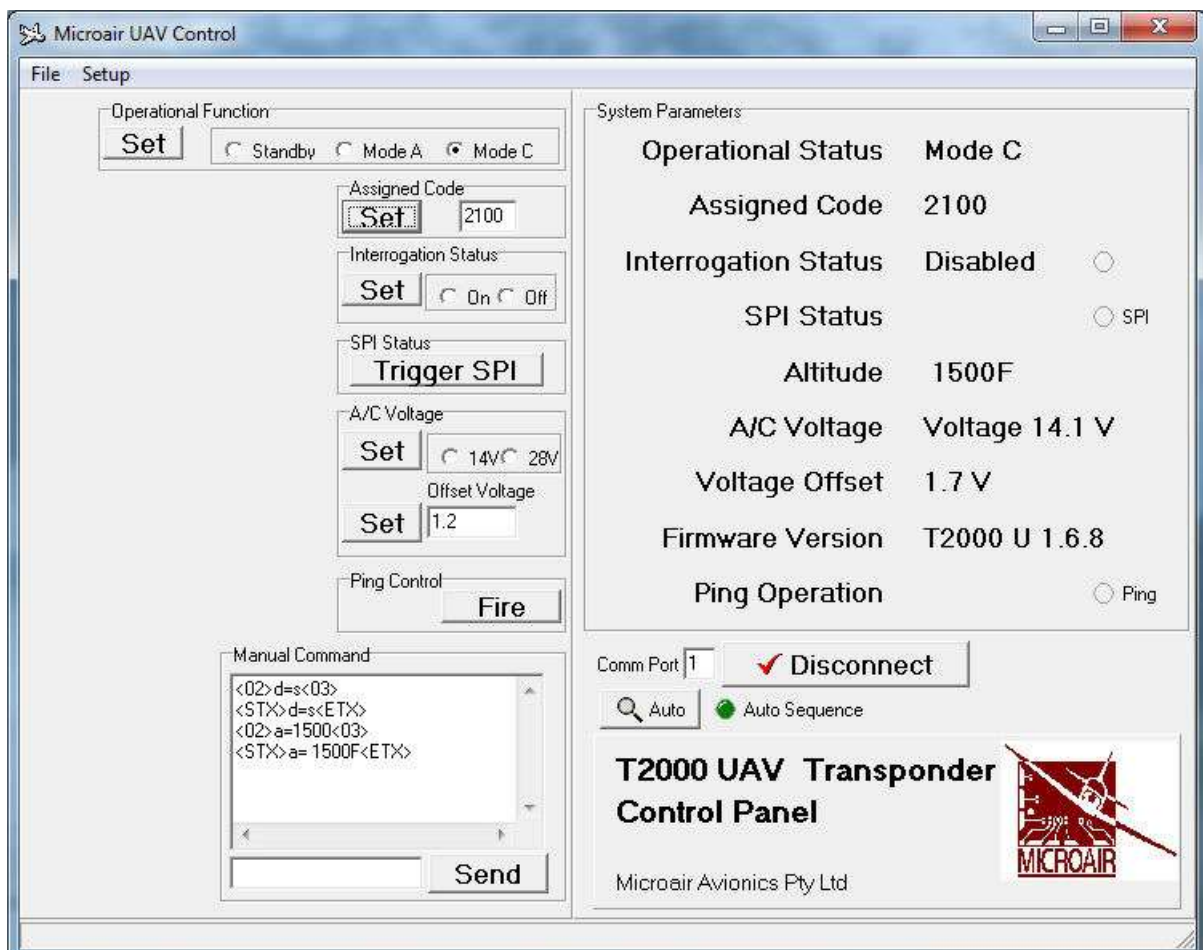 Microair UAV Control
File Setup
Operational Function
Set Standby Mode A Mode C
Assigned Code
Set 2100
Interrogation Status
Set On Off
SPI Status
Trigger SPI
A/C Voltage
Set 14V 28V
Offset Voltage
Set 1.2
Ping Control
Fire
Manual Command
<02>d=s<03>
<STX>d=s<ETX>
<02>a=1500<03>
<STX>a= 1500F<ETX>
Send
System Parameters
Operational Status Mode C
Assigned Code 2100
Interrogation Status Disabled
SPI Status SPI
Altitude 1500F
A/C Voltage Voltage 14.1 V
Voltage Offset 1.7 V
Firmware Version T2000 U 1.6.8
Ping Operation Ping
Comm Port 1 Disconnect
Auto Auto Sequence
T2000 UAV Transponder
Control Panel
Microair Avionics Pty Ltd
MICROAIR